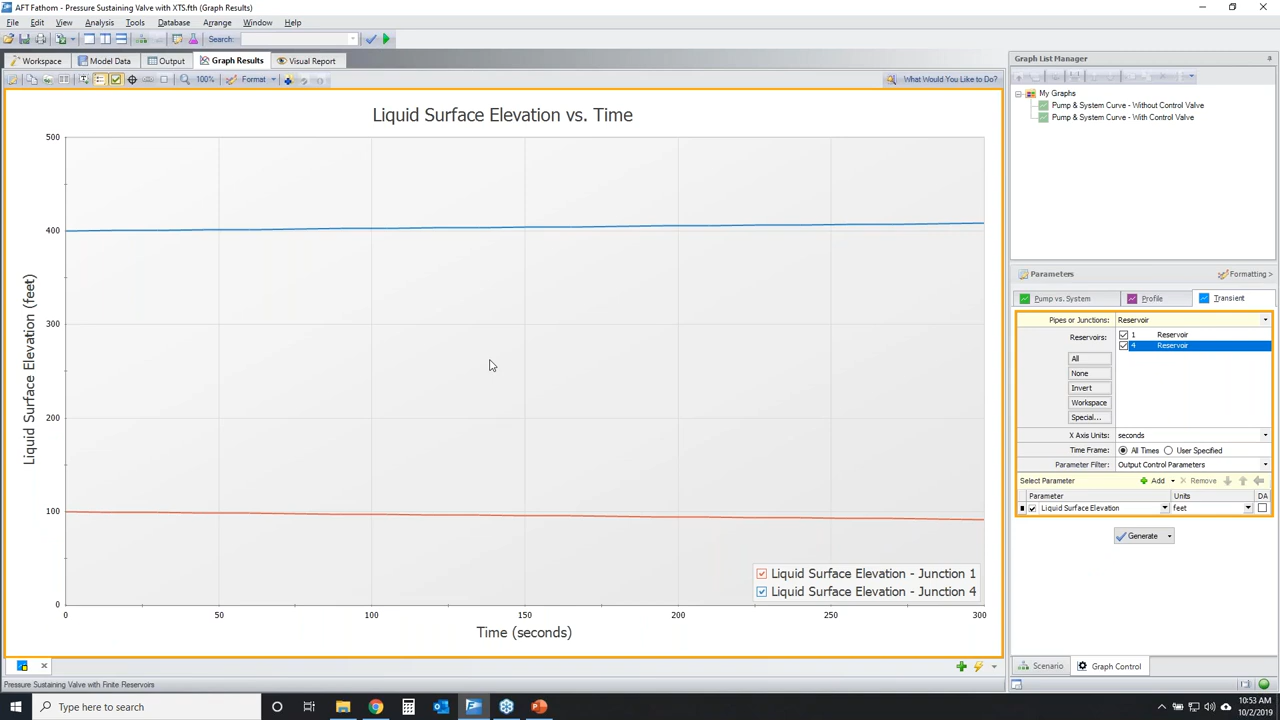 AFT Fathom - Pressure Sustaining Valve with XTS.fth (Graph Results)
File Edit View Analysis Tools Database Arrange Window Help
Search:
Workspace Model Data Output Graph Results Visual Report
100% Format What Would You Like to Do?
Liquid Surface Elevation vs. Time
Liquid Surface Elevation (feet)
500
400
300
200
100
0
0 50 100 150 200 250 300
Time (seconds)
Liquid Surface Elevation - Junction 1
Liquid Surface Elevation - Junction 4
Graph List Manager
My Graphs
Pump & System Curve - Without Control Valve
Pump & System Curve - With Control Valve
Parameters Formatting >
Pump vs. System Profile Transient
Pipes or Junctions: Reservoir
Reservoirs: 1 Reservoir
4 Reservoir
All
None
Invert
Workspace
Special...
X Axis Units: seconds
Time Frame: All Times User Specified
Parameter Filter: Output Control Parameters
Select Parameter Add Remove
Parameter Units DA
Liquid Surface Elevation feet
Generate
Scenario Graph Control
Pressure Sustaining Valve with Finite Reservoirs
Type here to search
10:53 AM
10/2/2019